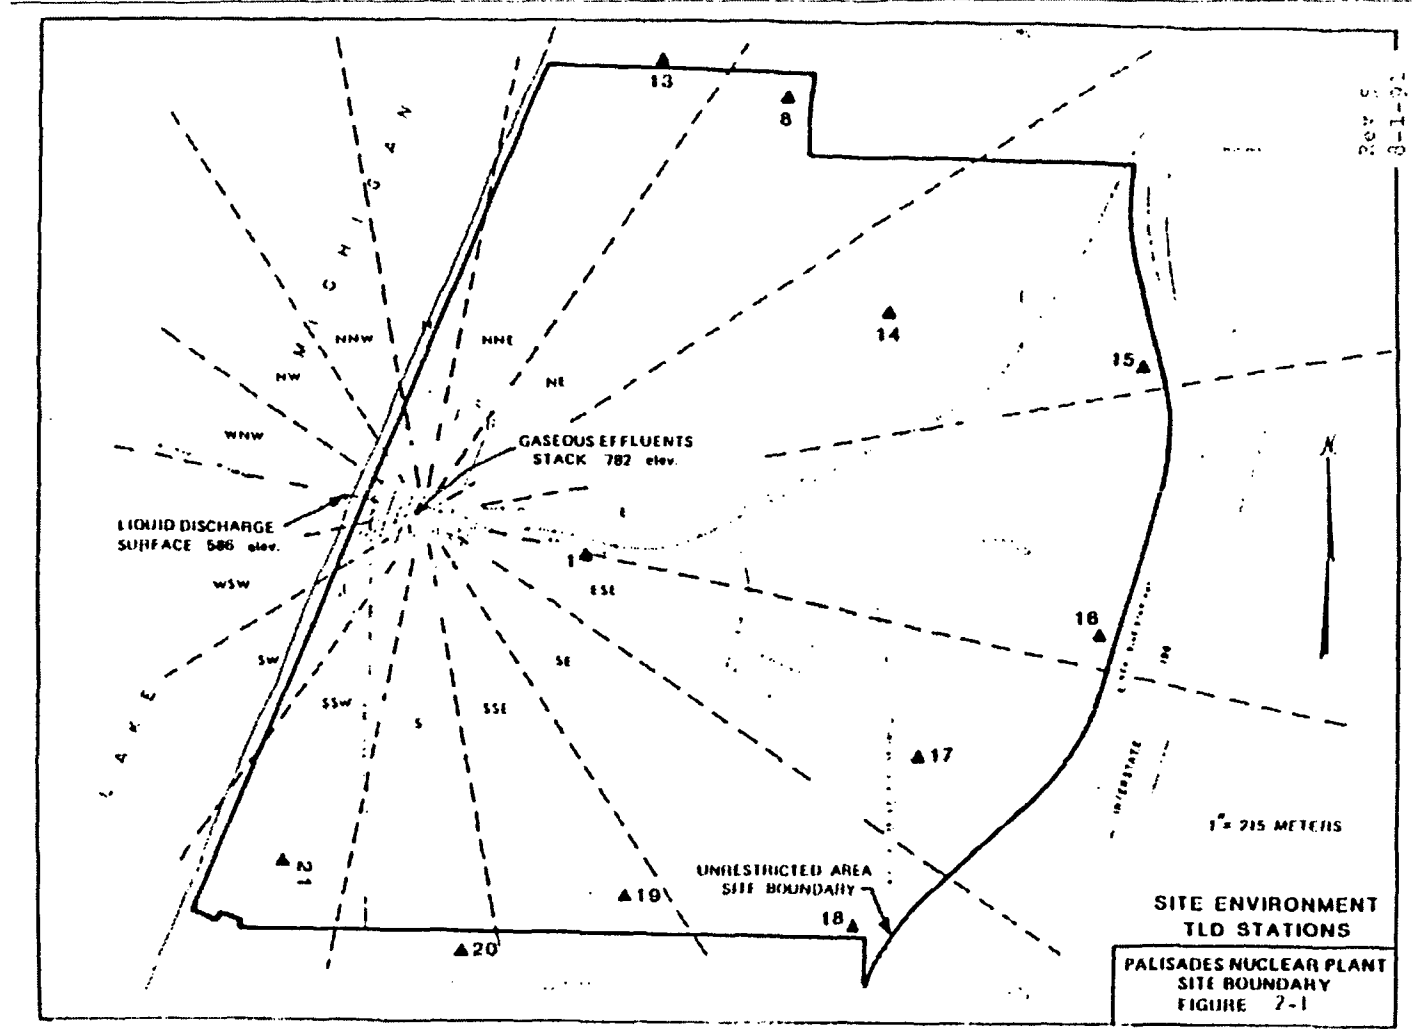 13
8
Rev 5
8-1-92
LAKE MICHIGAN
14
15
NNW
N
NNE
NW
NE
WNW
N
GASEOUS EFFLUENTS
STACK 782 elev.
E
LIQUID DISCHARGE
SURFACE 586 elev.
1
WSW
ESE
16
SW
SE
SSW
S
SSE
196
17
INTERSTATE
1"= 215 METERS
21
UNRESTRICTED AREA
SITE BOUNDARY
19
18
20
SITE ENVIRONMENT
TLD STATIONS
PALISADES NUCLEAR PLANT
SITE BOUNDARY
FIGURE 2-1